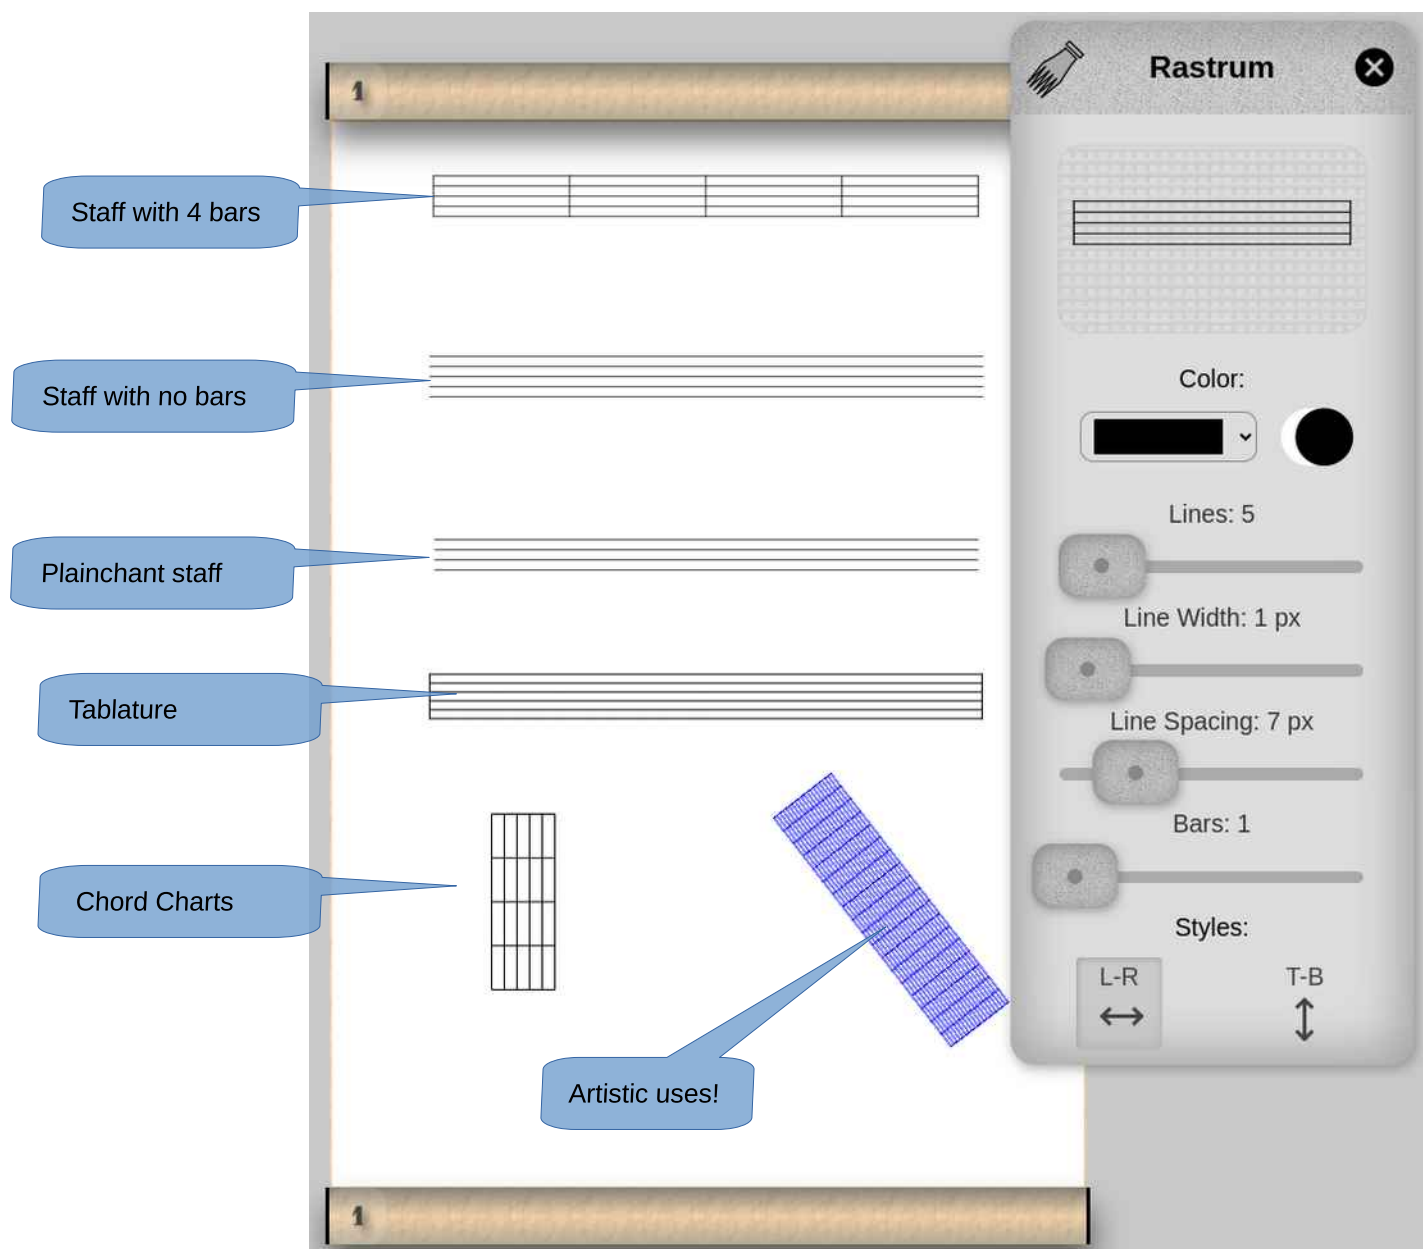 1
Rastrum
Staff with 4 bars
Staff with no bars
Color:
Lines: 5
Plainchant staff
Line Width: 1 px
Tablature
Line Spacing: 7 px
Bars: 1
Chord Charts
Styles:
L-R
T-B
Artistic uses!
1